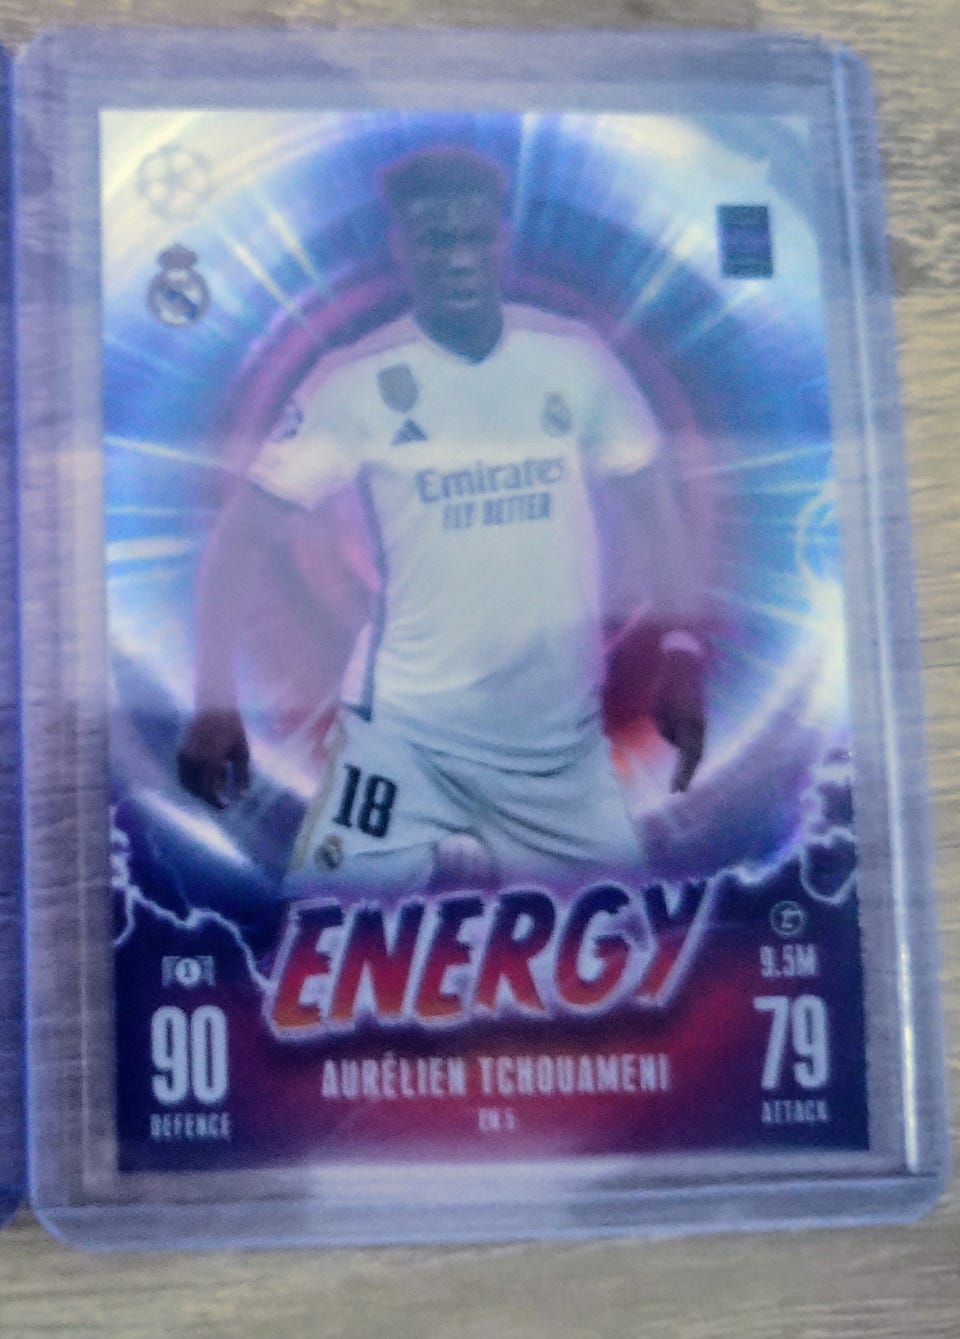 Emirates
FLY BETTER
18
ENERGY
9.5M
90
79
AURÉLIEN TCHOUAMENI
DEFENCE
ATTACK